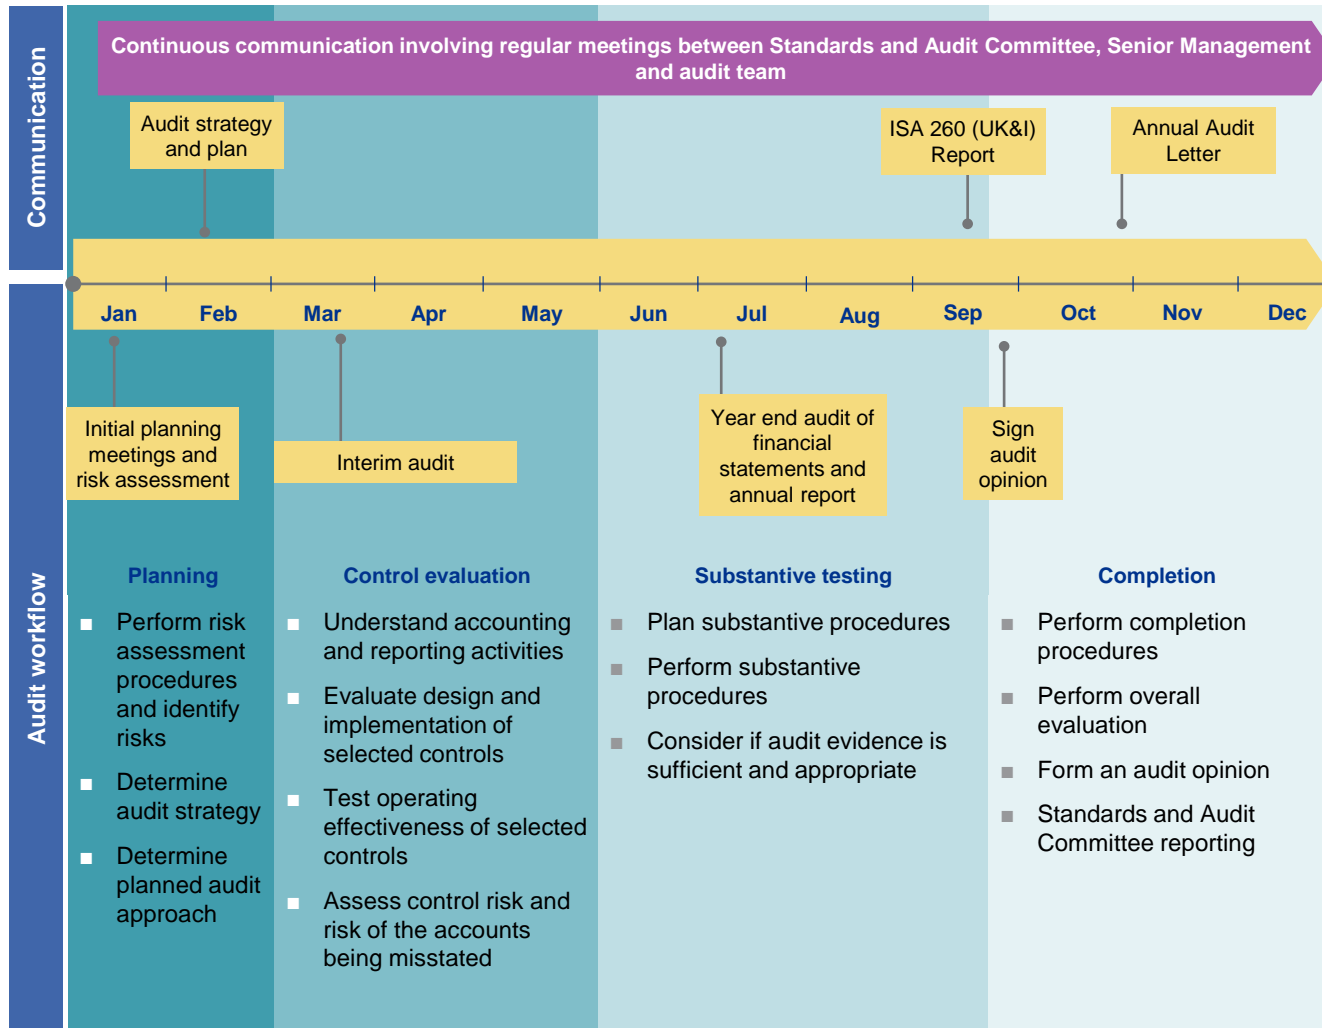 Communication
Continuous communication involving regular meetings between Standards and Audit Committee, Senior Management
and audit team
Audit strategy
and plan
ISA 260 (UK&I)
Report
Annual Audit
Letter
Jan
Feb
Mar
Apr
May
Jun
Jul
Aug
Sep
Oct
Nov
Dec
Audit workflow
Initial planning
meetings and
risk assessment
Interim audit
Year end audit of
financial
statements and
annual report
Sign
audit
opinion
Planning
■ Perform risk
assessment
procedures
and identify
risks
■ Determine
audit strategy
■ Determine
planned audit
approach
Control evaluation
■ Understand accounting
and reporting activities
■ Evaluate design and
implementation of
selected controls
■ Test operating
effectiveness of selected
controls
■ Assess control risk and
risk of the accounts
being misstated
Substantive testing
■ Plan substantive procedures
■ Perform substantive
procedures
■ Consider if audit evidence is
sufficient and appropriate
Completion
■ Perform completion
procedures
■ Perform overall
evaluation
■ Form an audit opinion
■ Standards and Audit
Committee reporting